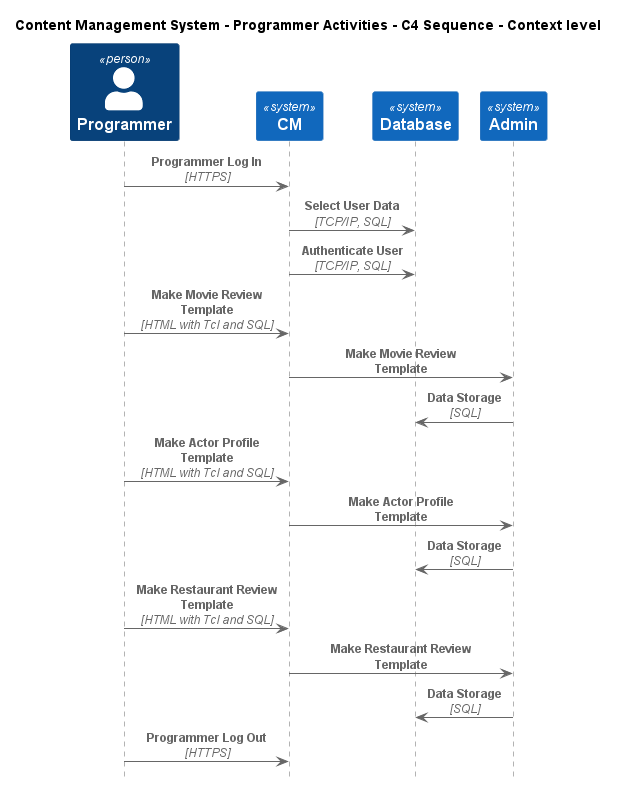 Content Management System - Programmer Activities - C4 Sequence - Context level
«person»
Programmer
«system»
CM
«system»
Database
«system»
Admin
Programmer Log In
[HTTPS]
Select User Data
[TCP/IP, SQL]
Authenticate User
[TCP/IP, SQL]
Make Movie Review
Template
[HTML with Tcl and SQL]
Make Movie Review
Template
Data Storage
[SQL]
Make Actor Profile
Template
[HTML with Tcl and SQL]
Make Actor Profile
Template
Data Storage
[SQL]
Make Restaurant Review
Template
[HTML with Tcl and SQL]
Make Restaurant Review
Template
Data Storage
[SQL]
Programmer Log Out
[HTTPS]